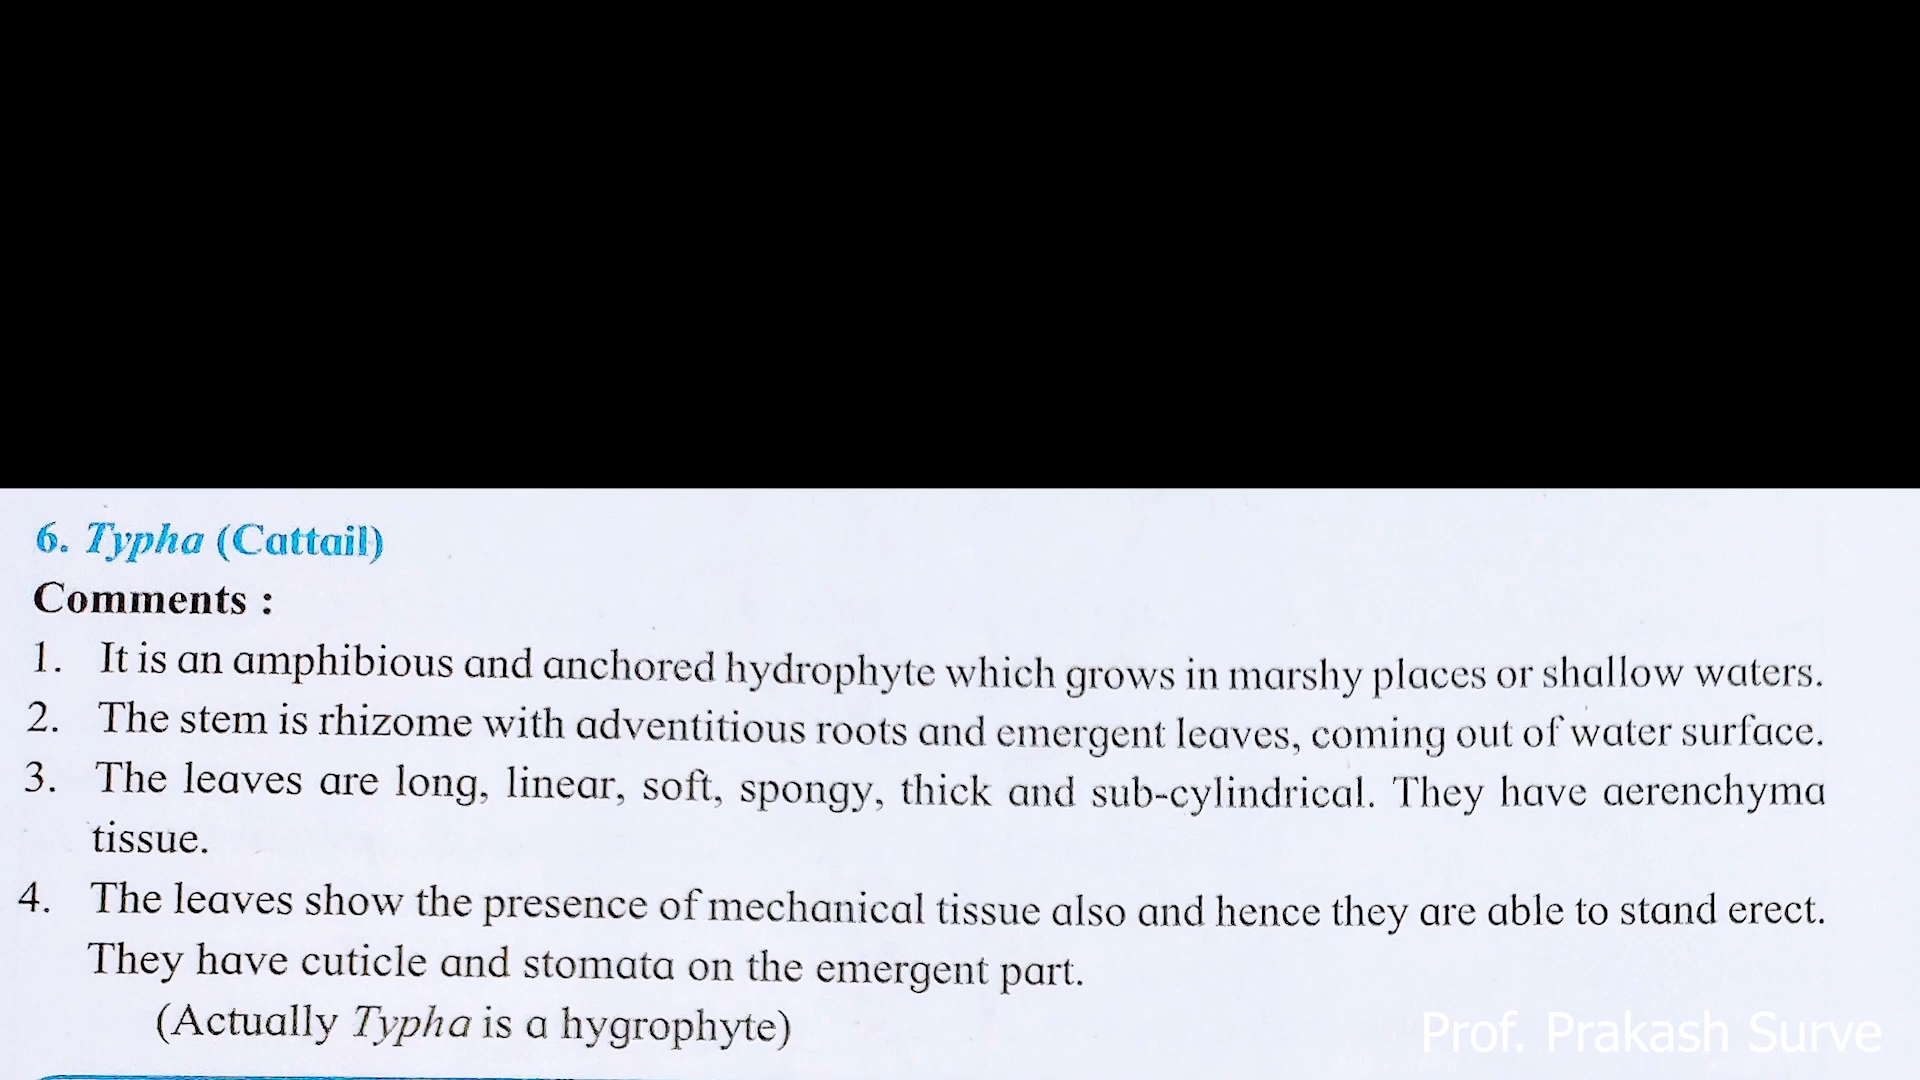 6. Typha (Cattail)
Comments :
1. It is an amphibious and anchored hydrophyte which grows in marshy places or shallow waters.
2. The stem is rhizome with adventitious roots and emergent leaves, coming out of water surface.
3. The leaves are long, linear, soft, spongy, thick and sub-cylindrical. They have aerenchyma
tissue.
4. The leaves show the presence of mechanical tissue also and hence they are able to stand erect.
They have cuticle and stomata on the emergent part.
(Actually Typha is a hygrophyte)
Prof. Prakash Surve